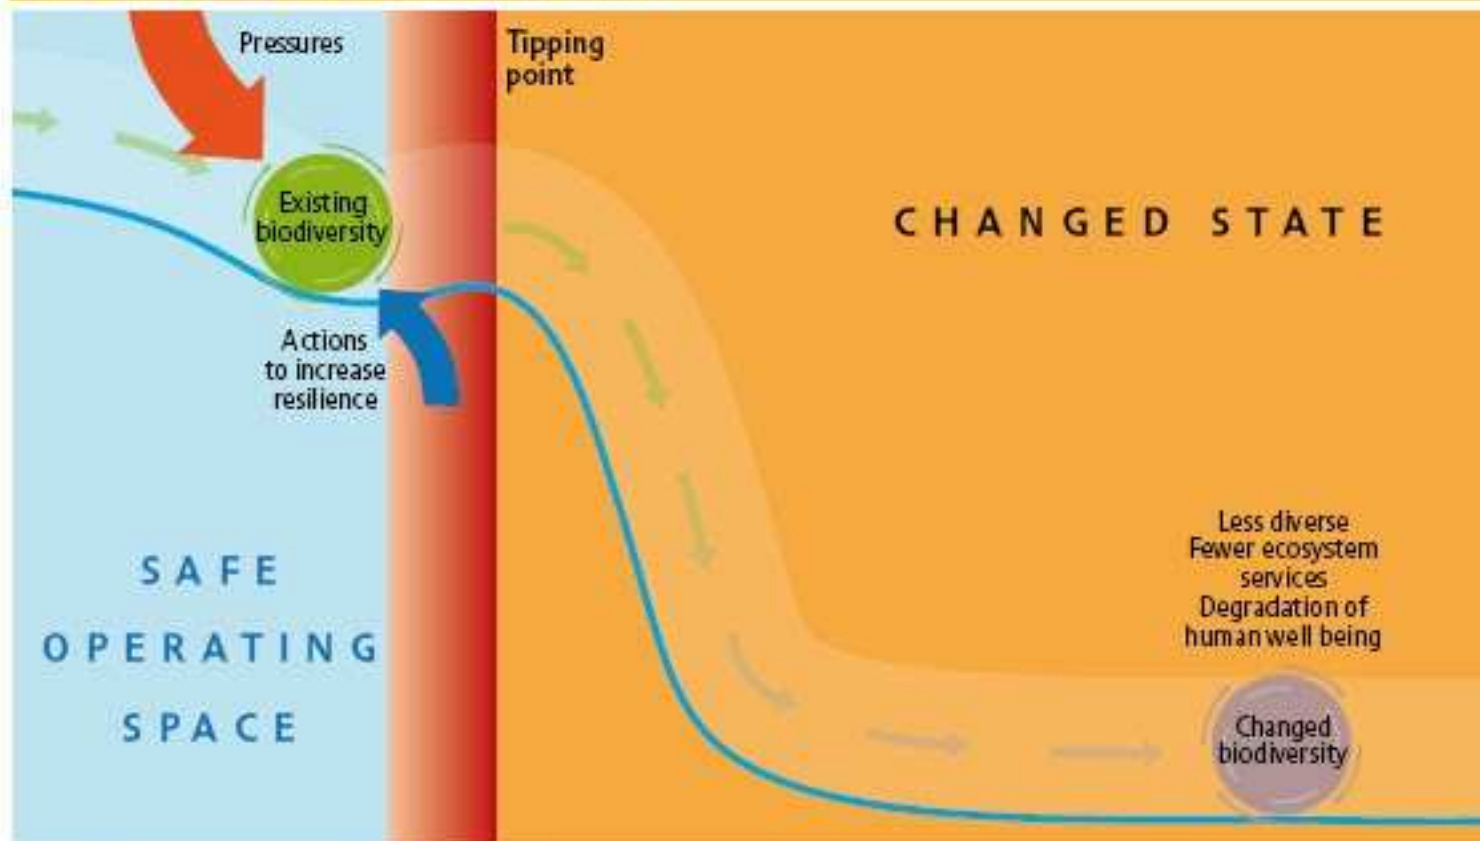 Pressures
Tipping
point
Existing
biodiversity
CHANGED STATE
Actions
to increase
resilience
SAFE
OPERATING
SPACE
Less diverse
Fewer ecosystem
services
Degradation of
human well being
Changed
biodiversity